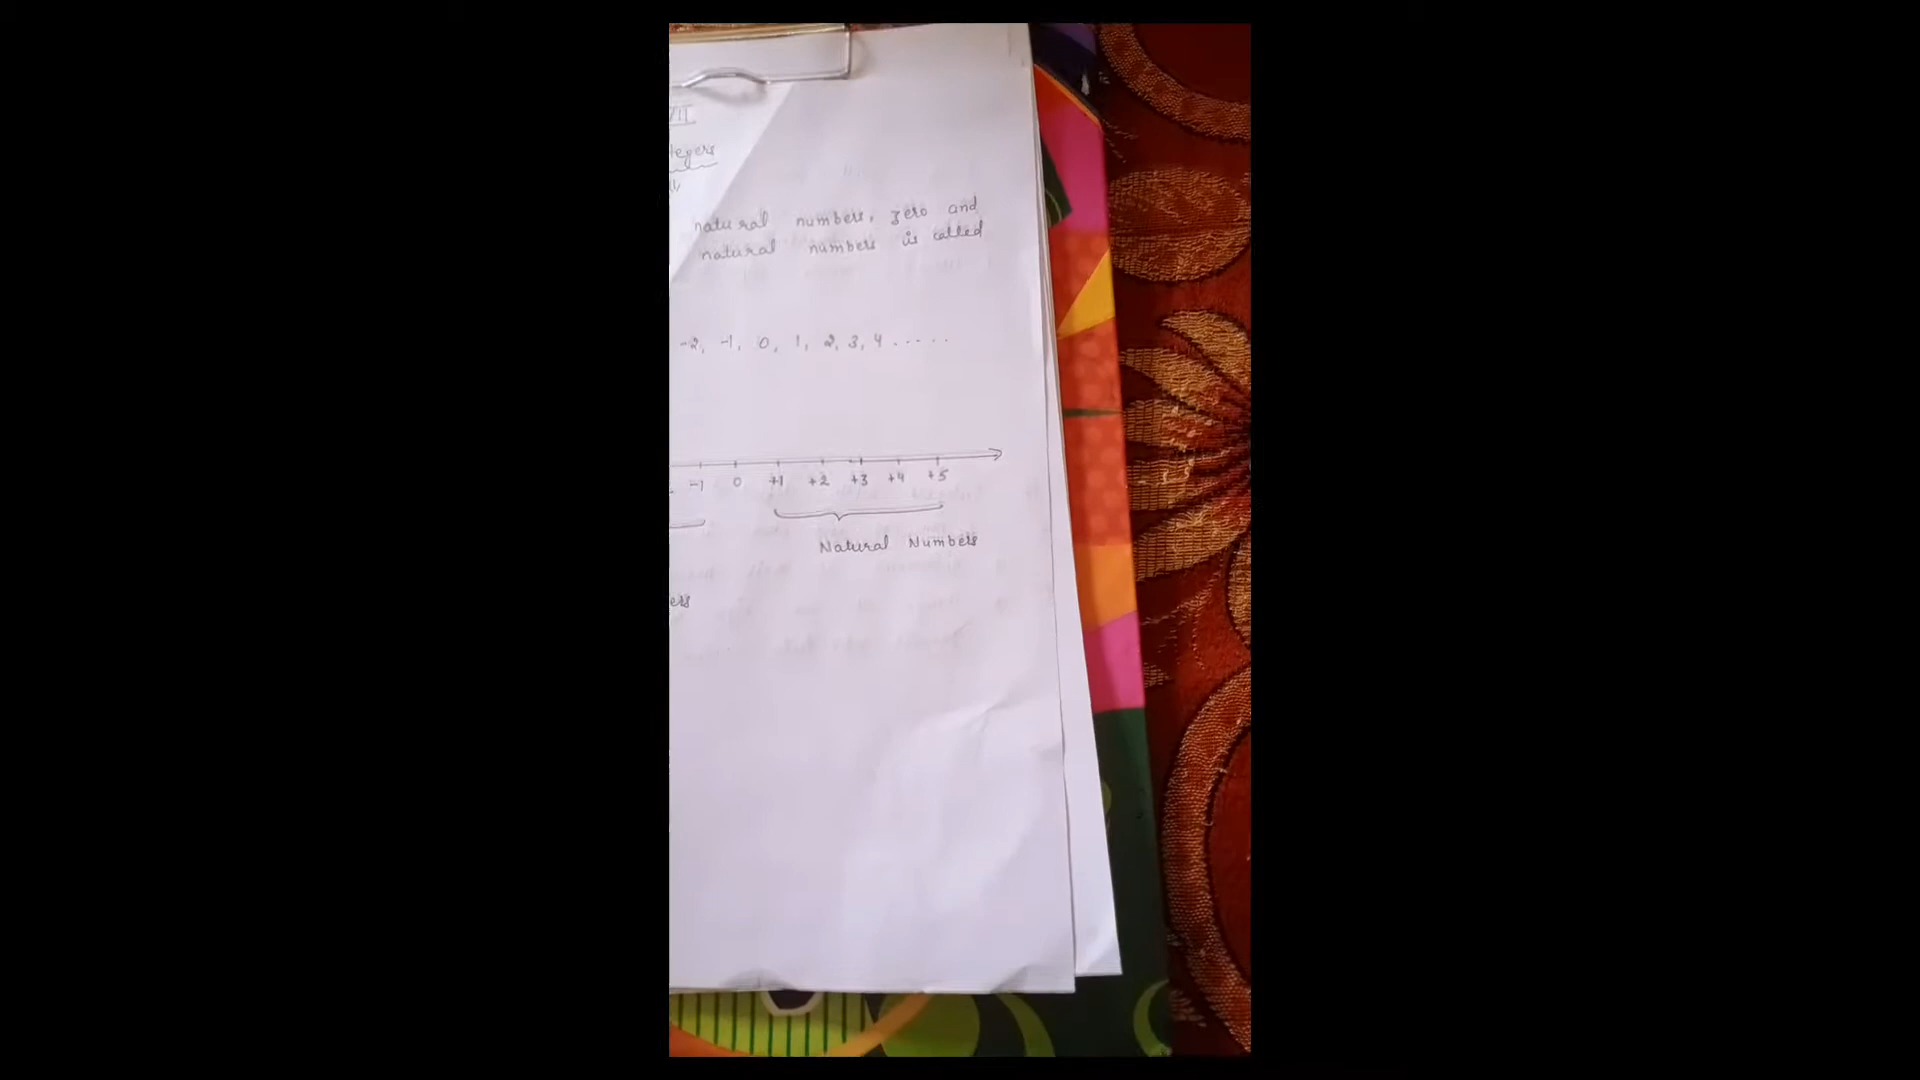 VII
tegers
natural numbers, zero and
natural numbers is called
-2, -1, 0, 1, 2, 3, 4 .....
-1 0 +1 +2 +3 +4 +5
Natural Numbers
ers